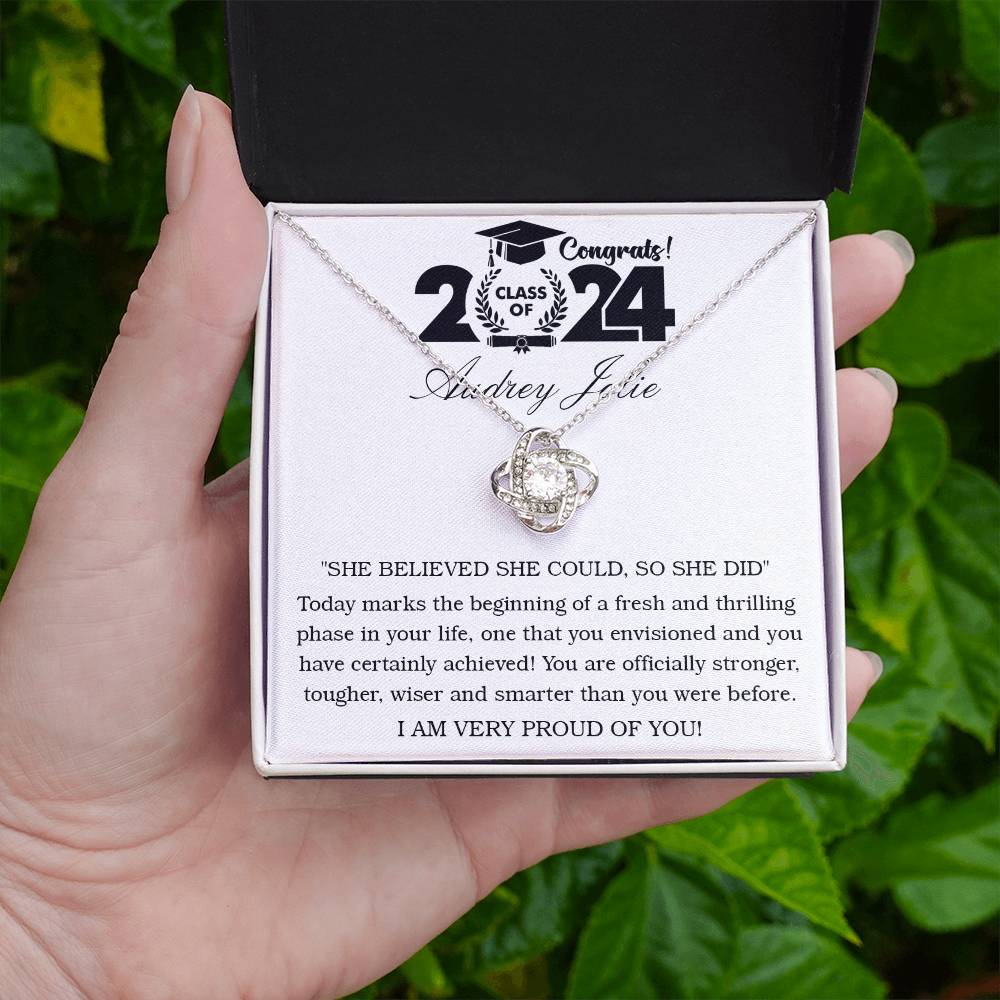 Congrats!
CLASS
OF
2024
Audrey Jolie
"SHE BELIEVED SHE COULD, SO SHE DID"
Today marks the beginning of a fresh and thrilling
phase in your life, one that you envisioned and you
have certainly achieved! You are officially stronger,
tougher, wiser and smarter than you were before.
I AM VERY PROUD OF YOU!